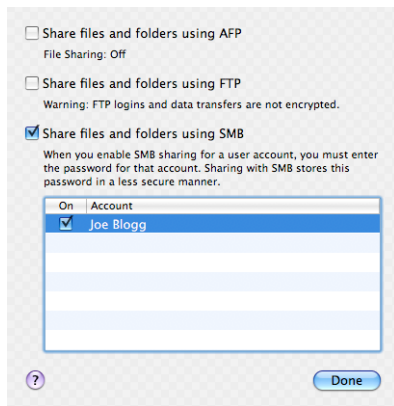 Share files and folders using AFP
File Sharing: Off
Share files and folders using FTP
Warning: FTP logins and data transfers are not encrypted.
Share files and folders using SMB
When you enable SMB sharing for a user account, you must enter
the password for that account. Sharing with SMB stores this
password in a less secure manner.
On Account
Joe Blogg
? Done